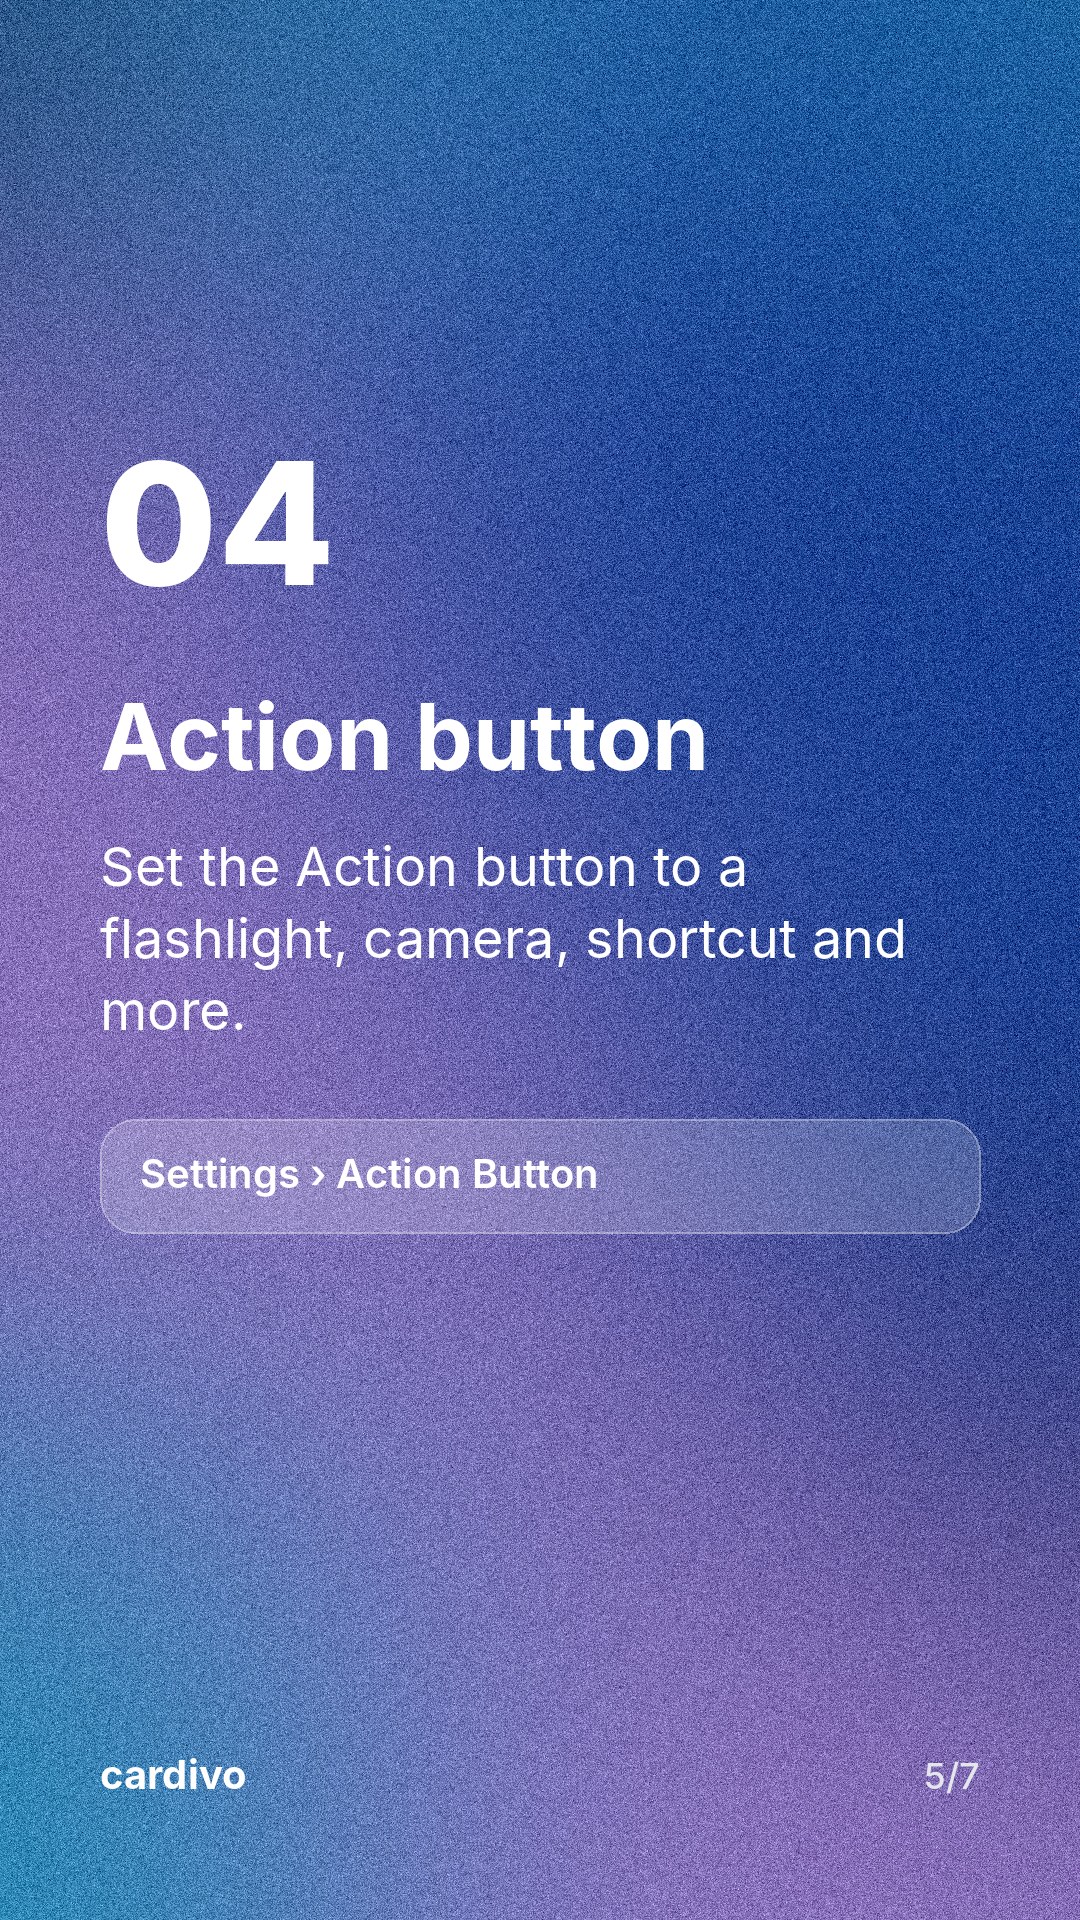 04
Action button
Set the Action button to a
flashlight, camera, shortcut and
more.
Settings › Action Button
cardivo
5/7